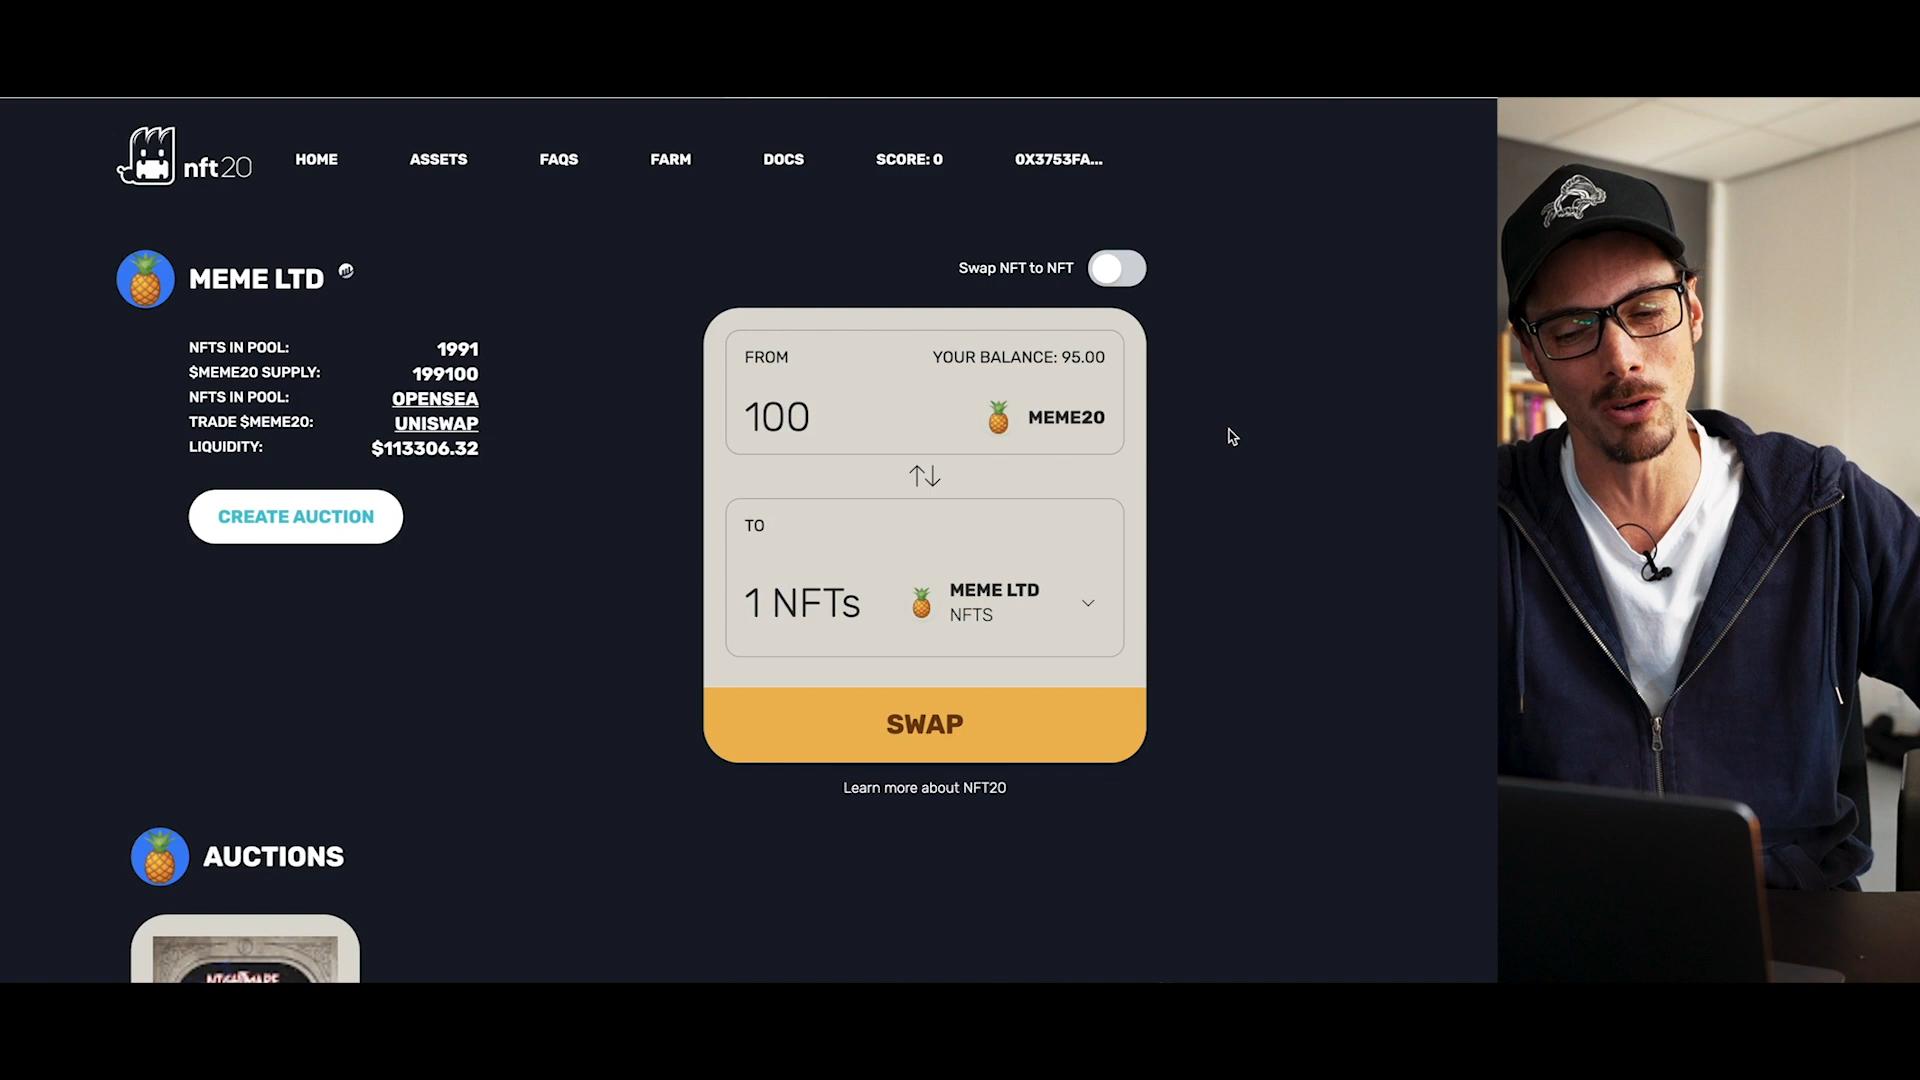 nft20
HOME
ASSETS
FAQS
FARM
DOCS
SCORE: 0
0X3753FA...
MEME LTD
NFTS IN POOL: 1991
$MEME20 SUPPLY: 199100
NFTS IN POOL: OPENSEA
TRADE $MEME20: UNISWAP
LIQUIDITY: $113306.32
CREATE AUCTION
Swap NFT to NFT
FROM
YOUR BALANCE: 95.00
100
MEME20
TO
1 NFTs
MEME LTD
NFTS
SWAP
Learn more about NFT20
AUCTIONS
NIGHTMARE